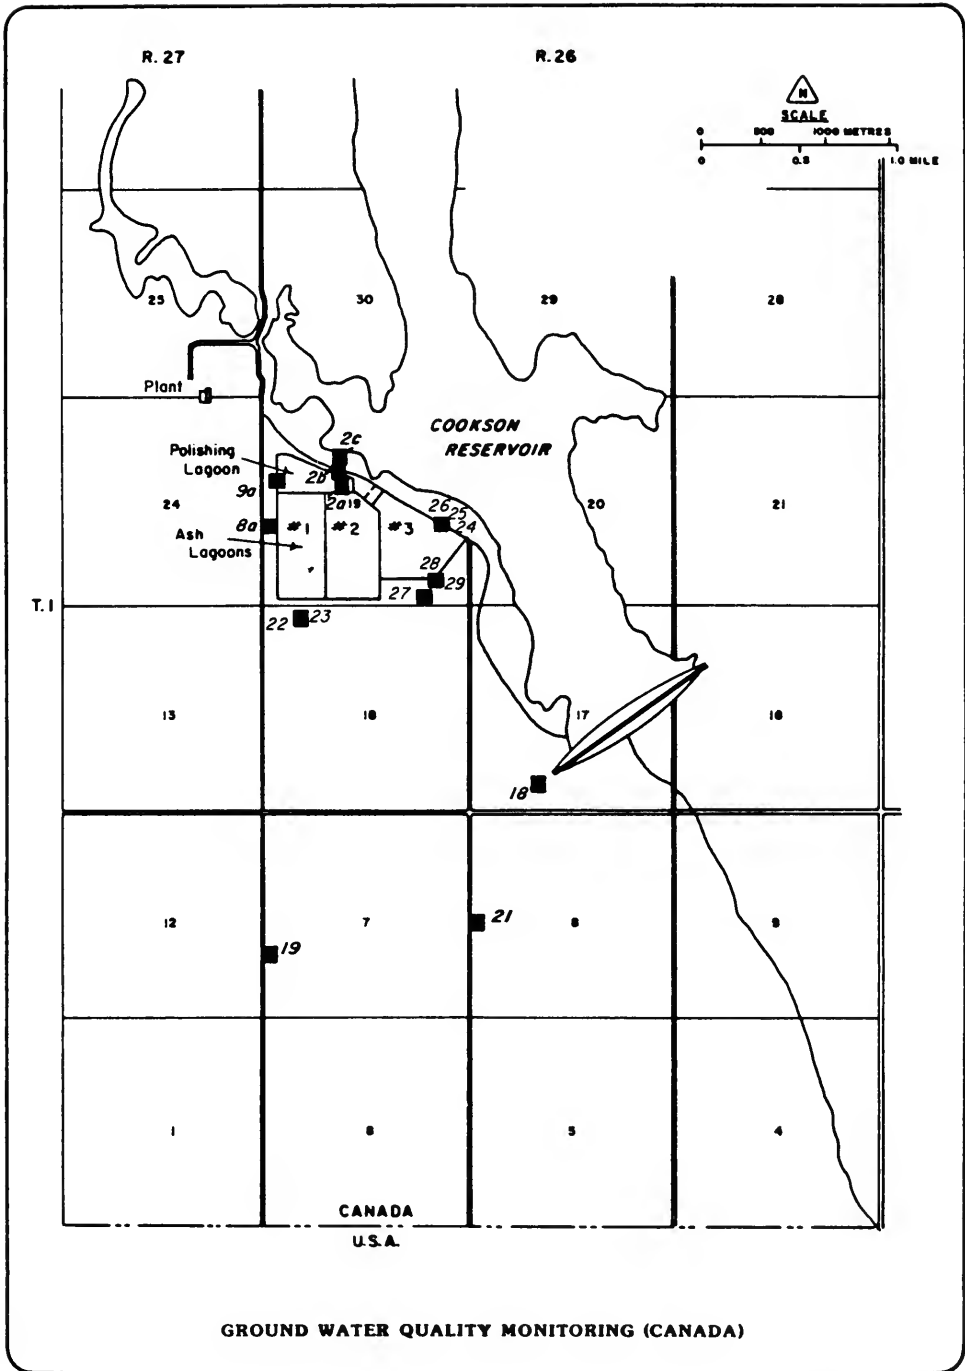 R. 27
R. 26
N
SCALE
0 500 1000 METRES
0 0.5 1.0 MILE
25
30
29
28
Plant
COOKSON
RESERVOIR
Polishing
Lagoon
2c
2b
9a
2a
19
24
20
21
8a
#1
#2
#3
26
25
24
Ash
Lagoons
28
29
27
T. 1
22
23
13
18
17
16
18
12
7
21
8
9
19
1
6
5
4
CANADA
U.S.A.
GROUND WATER QUALITY MONITORING (CANADA)